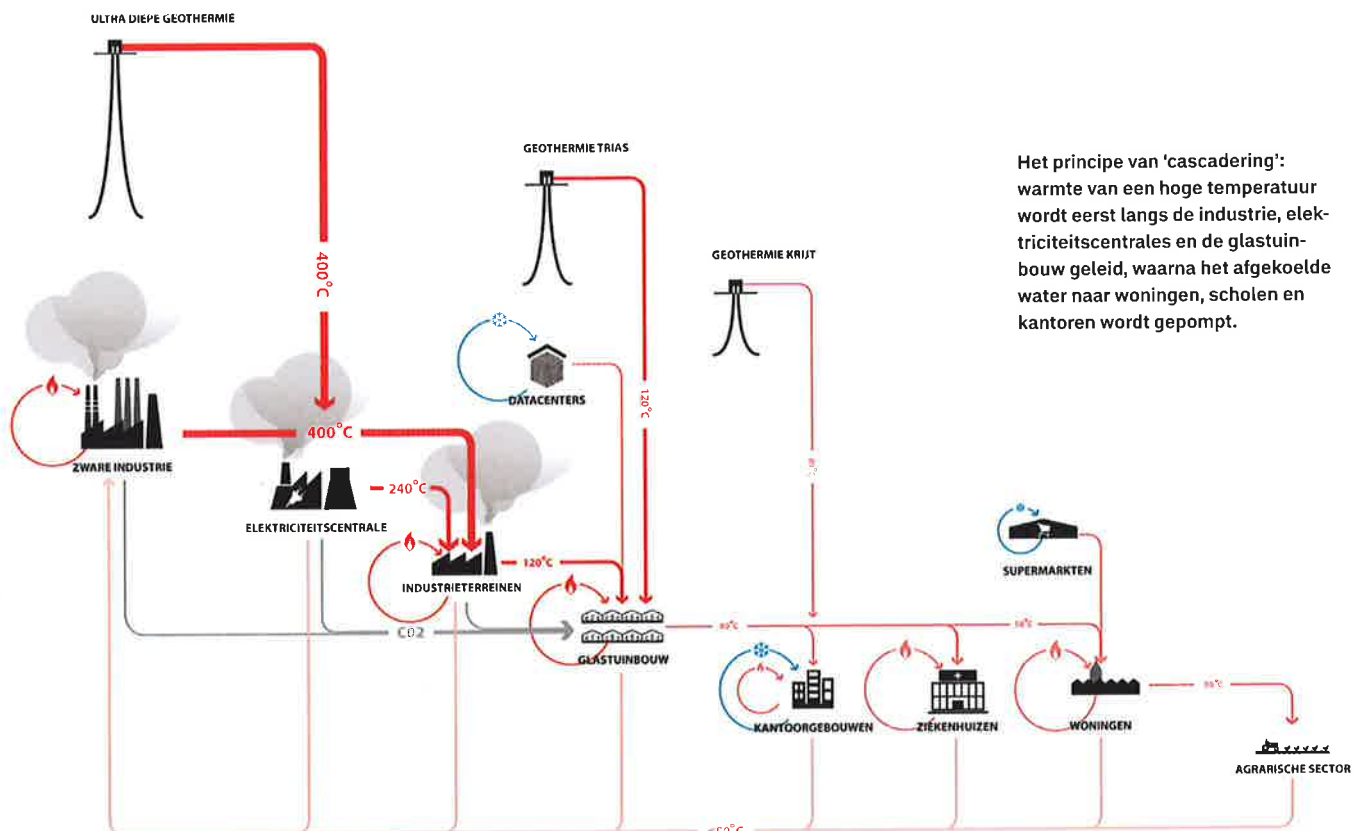 ULTRA DIEPE GEOTHERMIE
GEOTHERMIE TRIAS
Het principe van 'cascadering':
warmte van een hoge temperatuur
wordt eerst langs de industrie, elek-
triciteitscentrales en de glastuin-
bouw geleid, waarna het afgekoelde
water naar woningen, scholen en
kantoren wordt gepompt.
GEOTHERMIE KRIJT
400°C
DATACENTERS
120°C
400°C
ZWARE INDUSTRIE
240°C
ELEKTRICITEITSCENTRALE
120°C
SUPERMARKTEN
INDUSTRIETERREINEN
CO2
GLASTUINBOUW
KANTOORGEBOUWEN
ZIEKENHUIZEN
WONINGEN
AGRARISCHE SECTOR